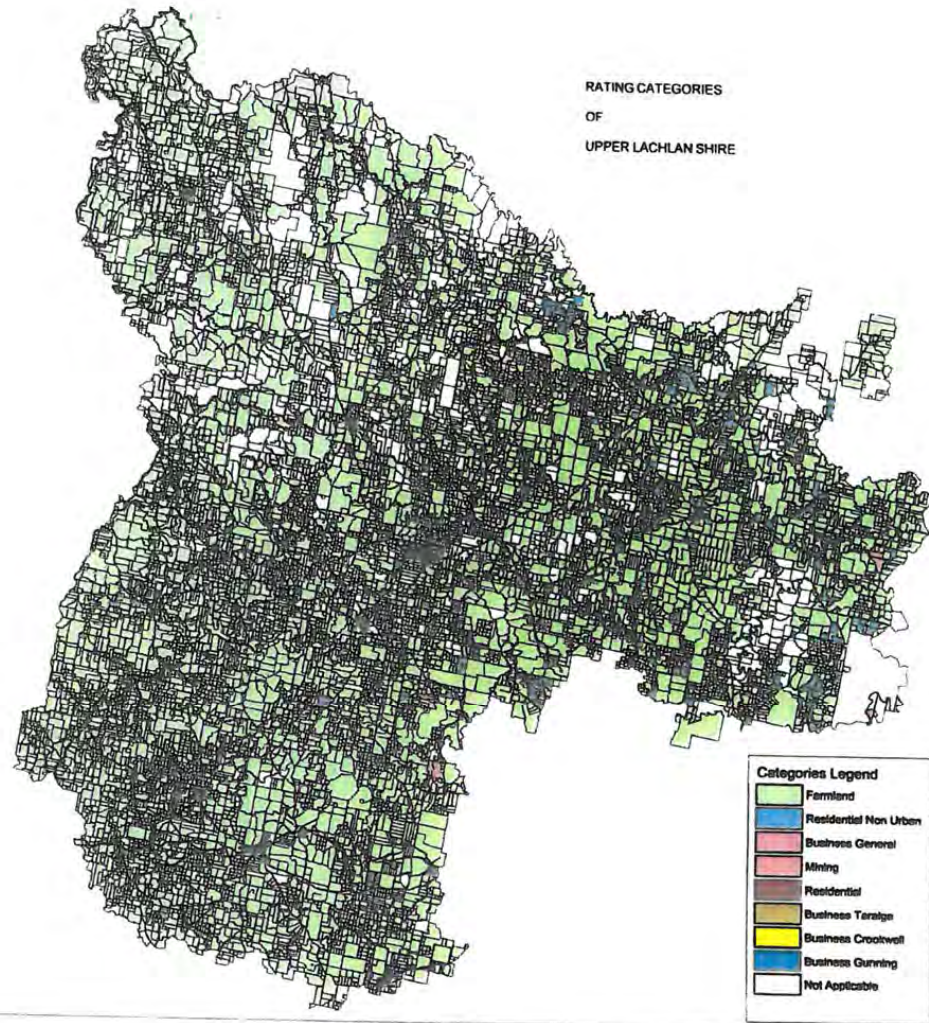 RATING CATEGORIES
OF
UPPER LACHLAN SHIRE
Categories Legend
Farmland
Residential Non Urban
Business General
Mining
Residential
Business Taralga
Business Crookwell
Business Gunning
Not Applicable